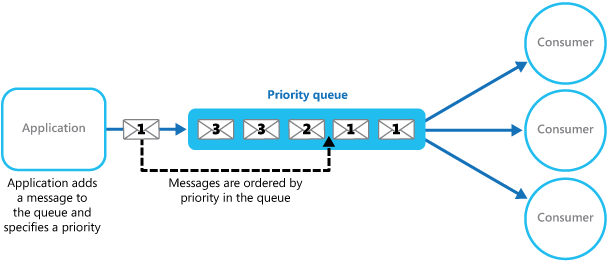 Priority queue
Application
1
3
3
2
1
1
Consumer
Consumer
Consumer
Application adds
a message to
the queue and
specifies a priority
Messages are ordered by
priority in the queue